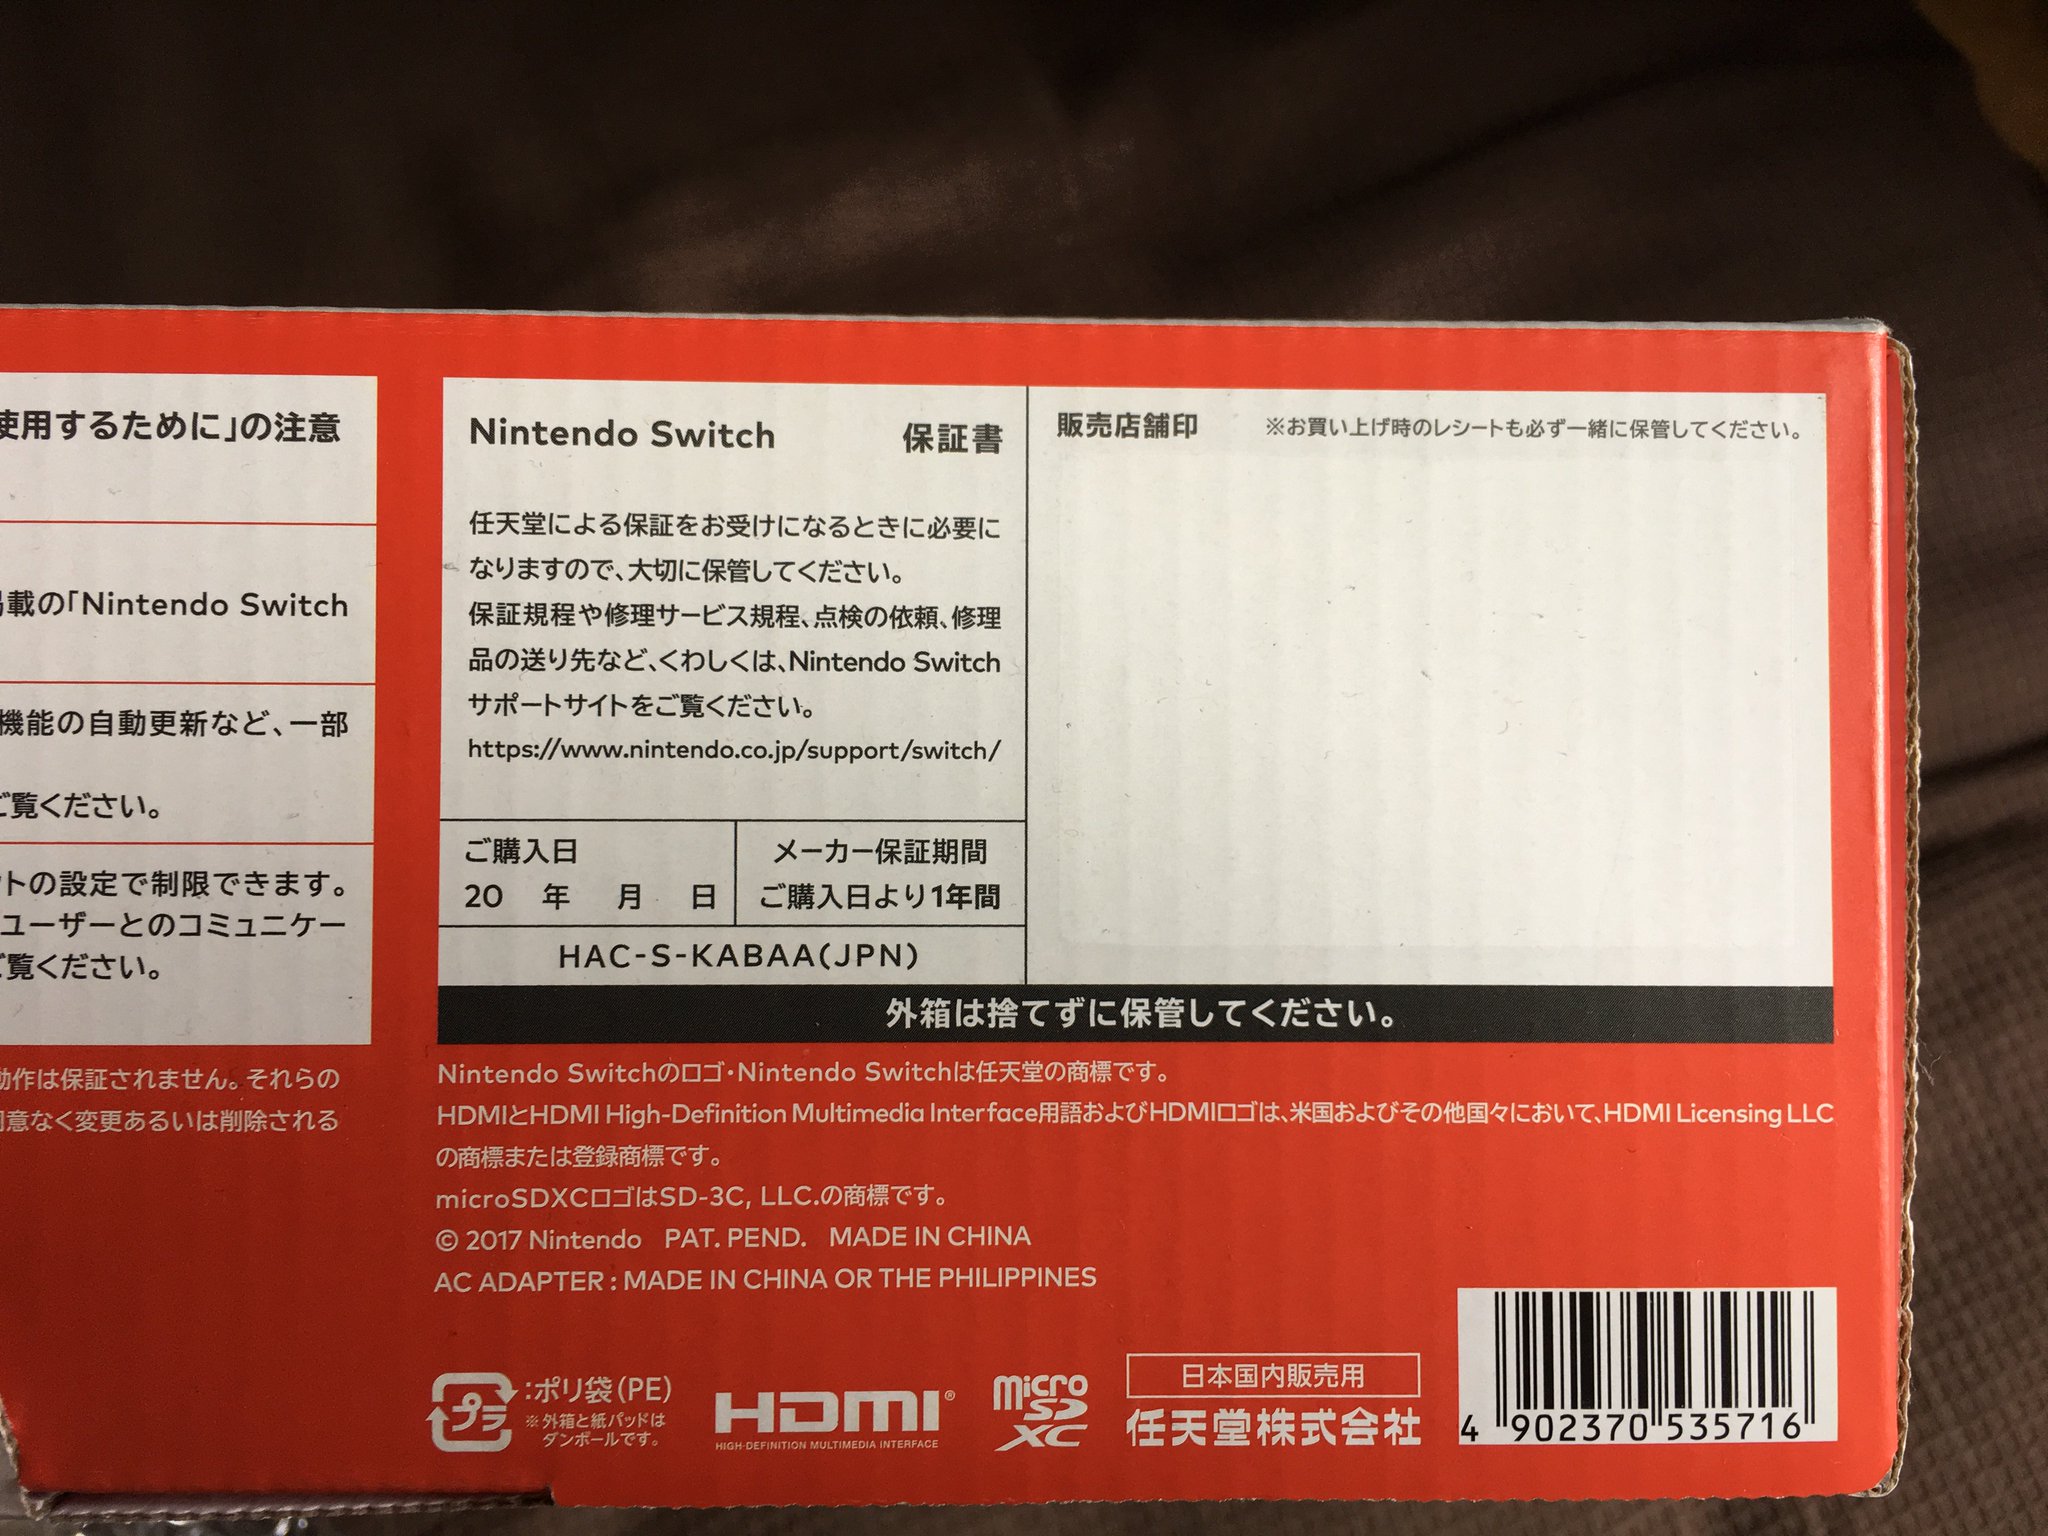 使用するために」の注意
載の「Nintendo Switch
機能の自動更新など、一部
ご覧ください。
トの設定で制限できます。
ユーザーとのコミュニケー
ご覧ください。
動作は保証されません。それらの
同意なく変更あるいは削除される
Nintendo Switch 保証書
任天堂による保証をお受けになるときに必要に
なりますので、大切に保管してください。
保証規程や修理サービス規程、点検の依頼、修理
品の送り先など、くわしくは、Nintendo Switch
サポートサイトをご覧ください。
https://www.nintendo.co.jp/support/switch/
ご購入日
20 年 月 日
メーカー保証期間
ご購入日より1年間
HAC-S-KABAA(JPN)
販売店舗印 ※お買い上げ時のレシートも必ず一緒に保管してください。
外箱は捨てずに保管してください。
Nintendo Switchのロゴ・Nintendo Switchは任天堂の商標です。
HDMIとHDMI High-Definition Multimedia Interface用語およびHDMIロゴは、米国およびその他国々において、HDMI Licensing LLC
の商標または登録商標です。
microSDXCロゴはSD-3C, LLC.の商標です。
© 2017 Nintendo PAT. PEND. MADE IN CHINA
AC ADAPTER : MADE IN CHINA OR THE PHILIPPINES
プラ :ポリ袋(PE)
※外箱と紙パッドは
ダンボールです。
HDMI®
HIGH-DEFINITION MULTIMEDIA INTERFACE
micro
SD
XC
日本国内販売用
任天堂株式会社
4 902370 535716